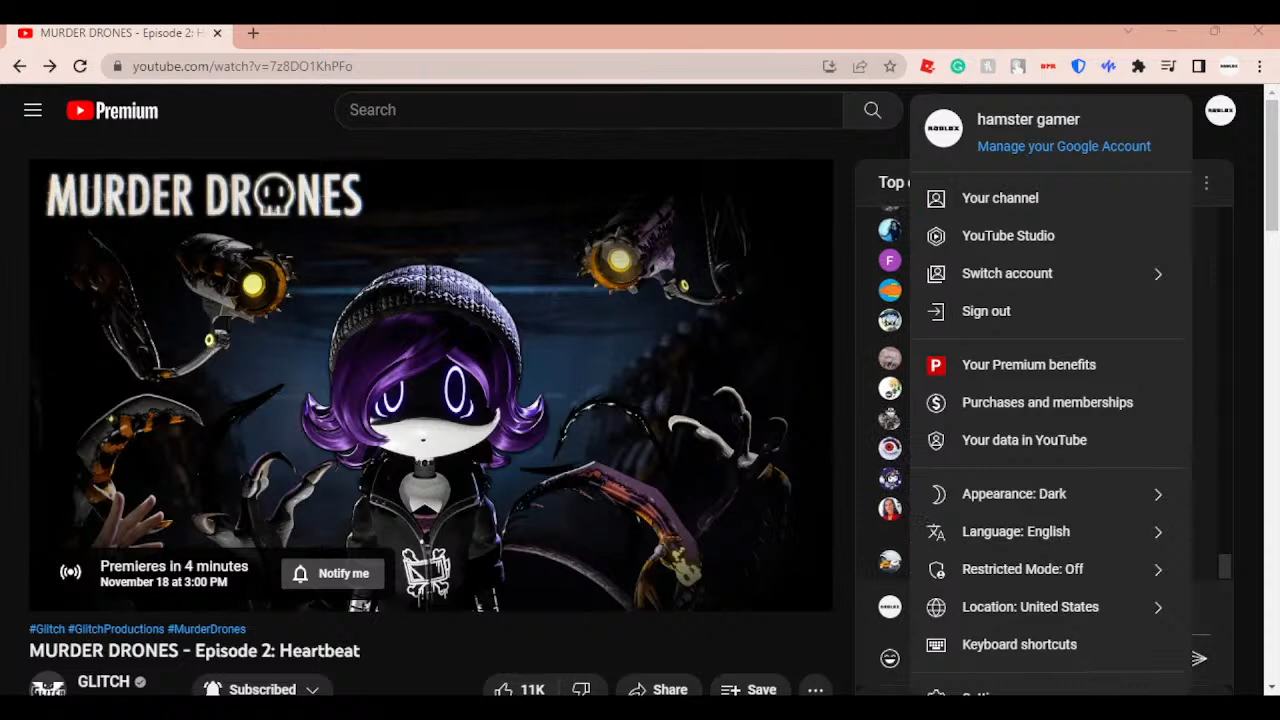 MURDER DRONES - Episode 2: H
youtube.com/watch?v=7z8DO1KhPFo
Premium
Search
ROBLOX
hamster gamer
Manage your Google Account
Top
Your channel
YouTube Studio
Switch account
Sign out
P
Your Premium benefits
Purchases and memberships
Your data in YouTube
Appearance: Dark
Language: English
Restricted Mode: Off
Location: United States
Keyboard shortcuts
F
MURDER DRONES
Premieres in 4 minutes
November 18 at 3:00 PM
Notify me
#Glitch #GlitchProductions #MurderDrones
MURDER DRONES - Episode 2: Heartbeat
GLITCH
Subscribed
11K
Share
Save